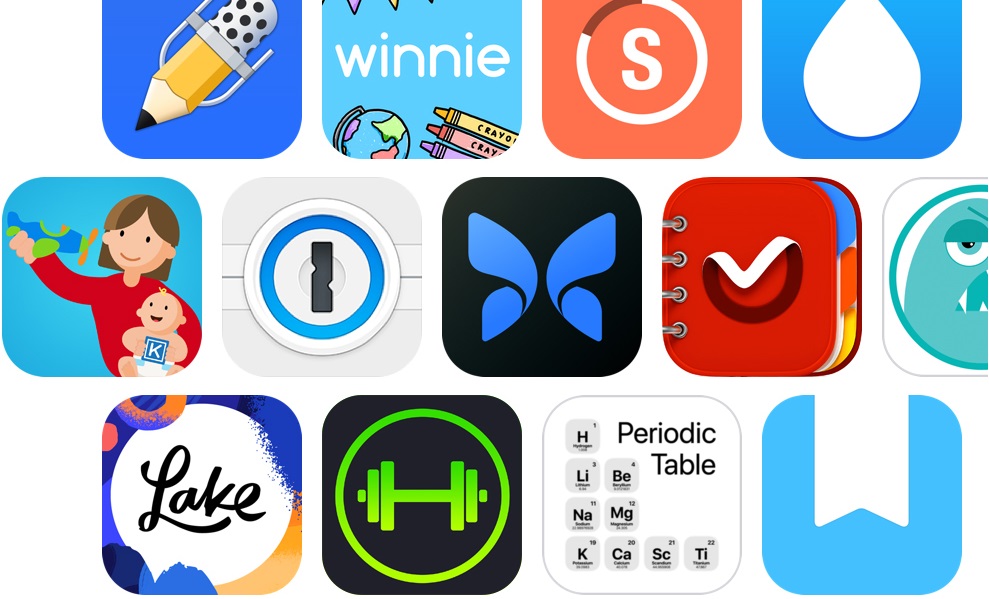 winnie
S
CRAYO
CRAY
K
Lake
Periodic
Table
1
H
Hydrogen
3 4
Li Be
Lithium Beryllium
11 12
Na Mg
Sodium Magnesium
19 20 21 22
K Ca Sc Ti
Potassium Calcium Scandium Titanium